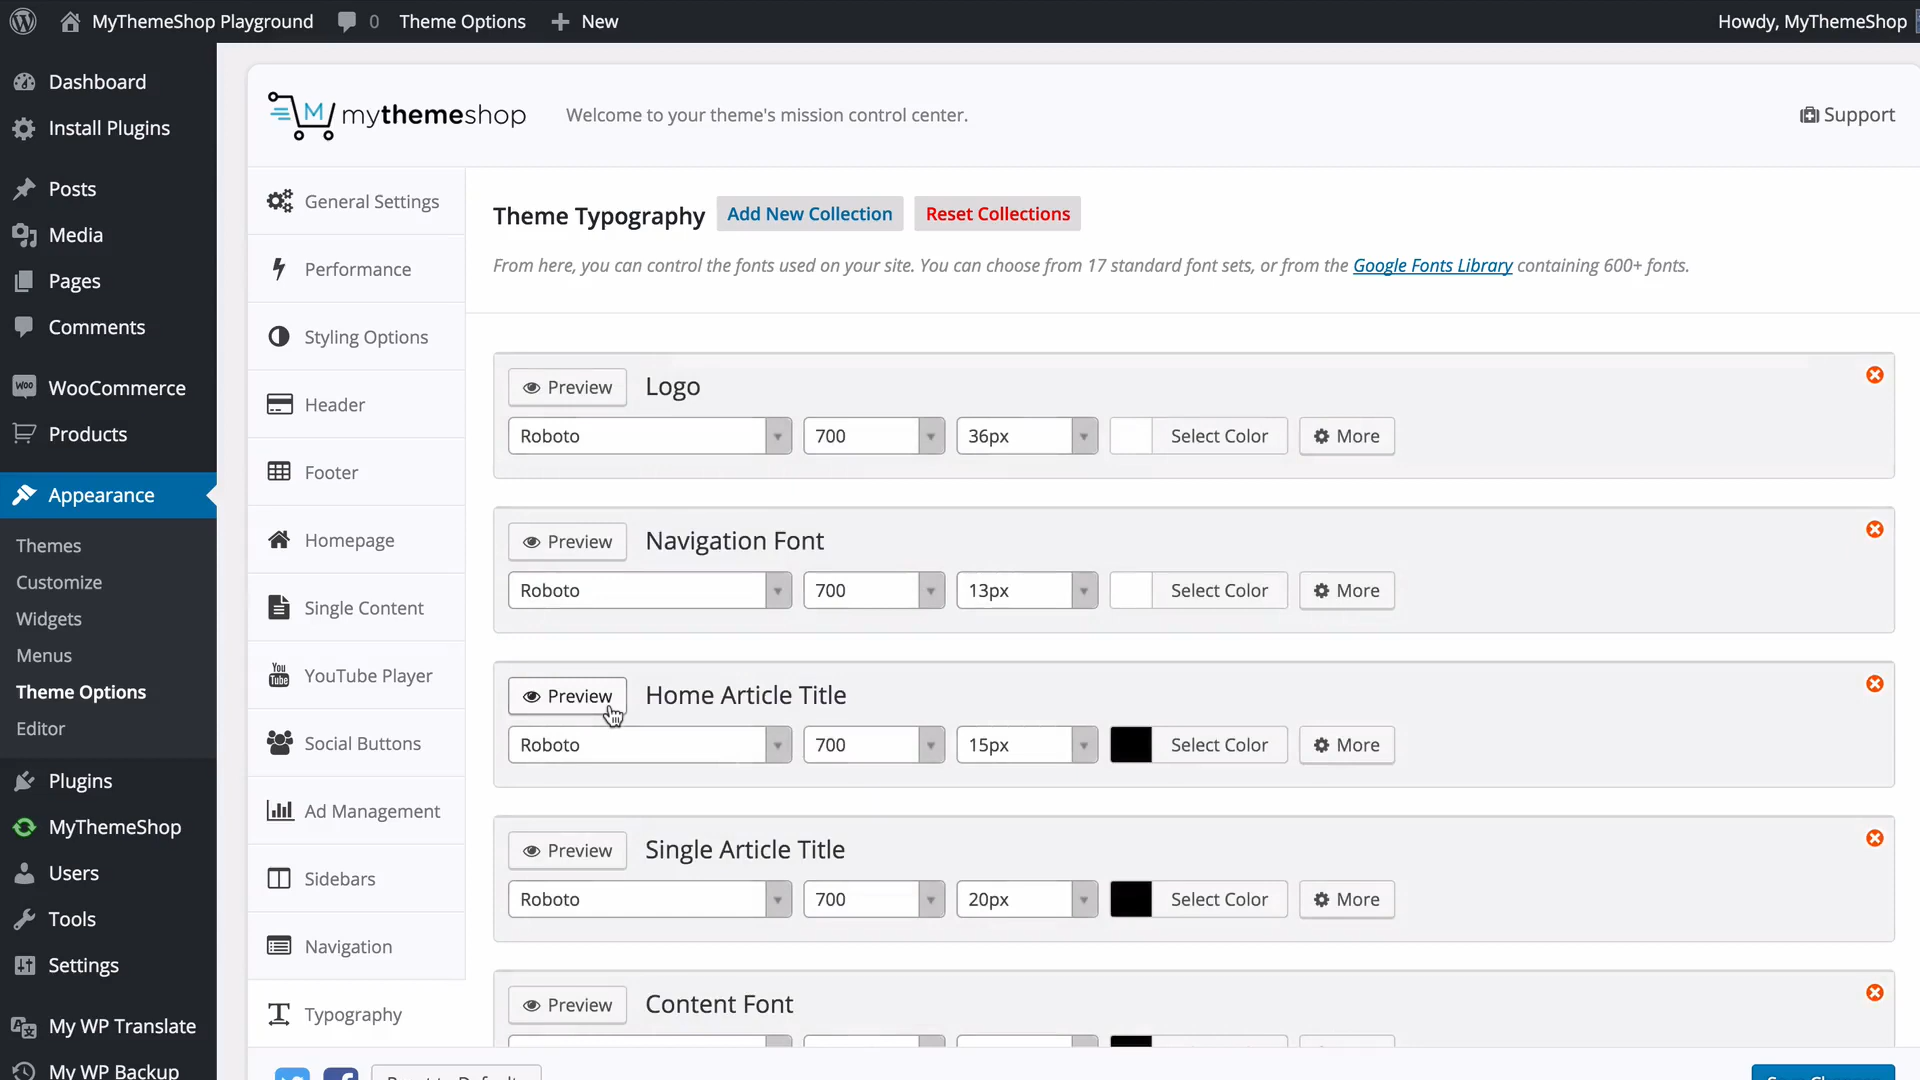 MyThemeShop Playground 0 Theme Options New Howdy, MyThemeShop
Dashboard
Install Plugins
Posts
Media
Pages
Comments
WooCommerce
Products
Appearance
Themes
Customize
Widgets
Menus
Theme Options
Editor
Plugins
MyThemeShop
Users
Tools
Settings
My WP Translate
My WP Backup
mythemeshop Welcome to your theme's mission control center. Support
General Settings
Performance
Styling Options
Header
Footer
Homepage
Single Content
YouTube Player
Social Buttons
Ad Management
Sidebars
Navigation
Typography
Theme Typography Add New Collection Reset Collections
From here, you can control the fonts used on your site. You can choose from 17 standard font sets, or from the Google Fonts Library containing 600+ fonts.
Preview Logo
Roboto 700 36px Select Color More
Preview Navigation Font
Roboto 700 13px Select Color More
Preview Home Article Title
Roboto 700 15px Select Color More
Preview Single Article Title
Roboto 700 20px Select Color More
Preview Content Font